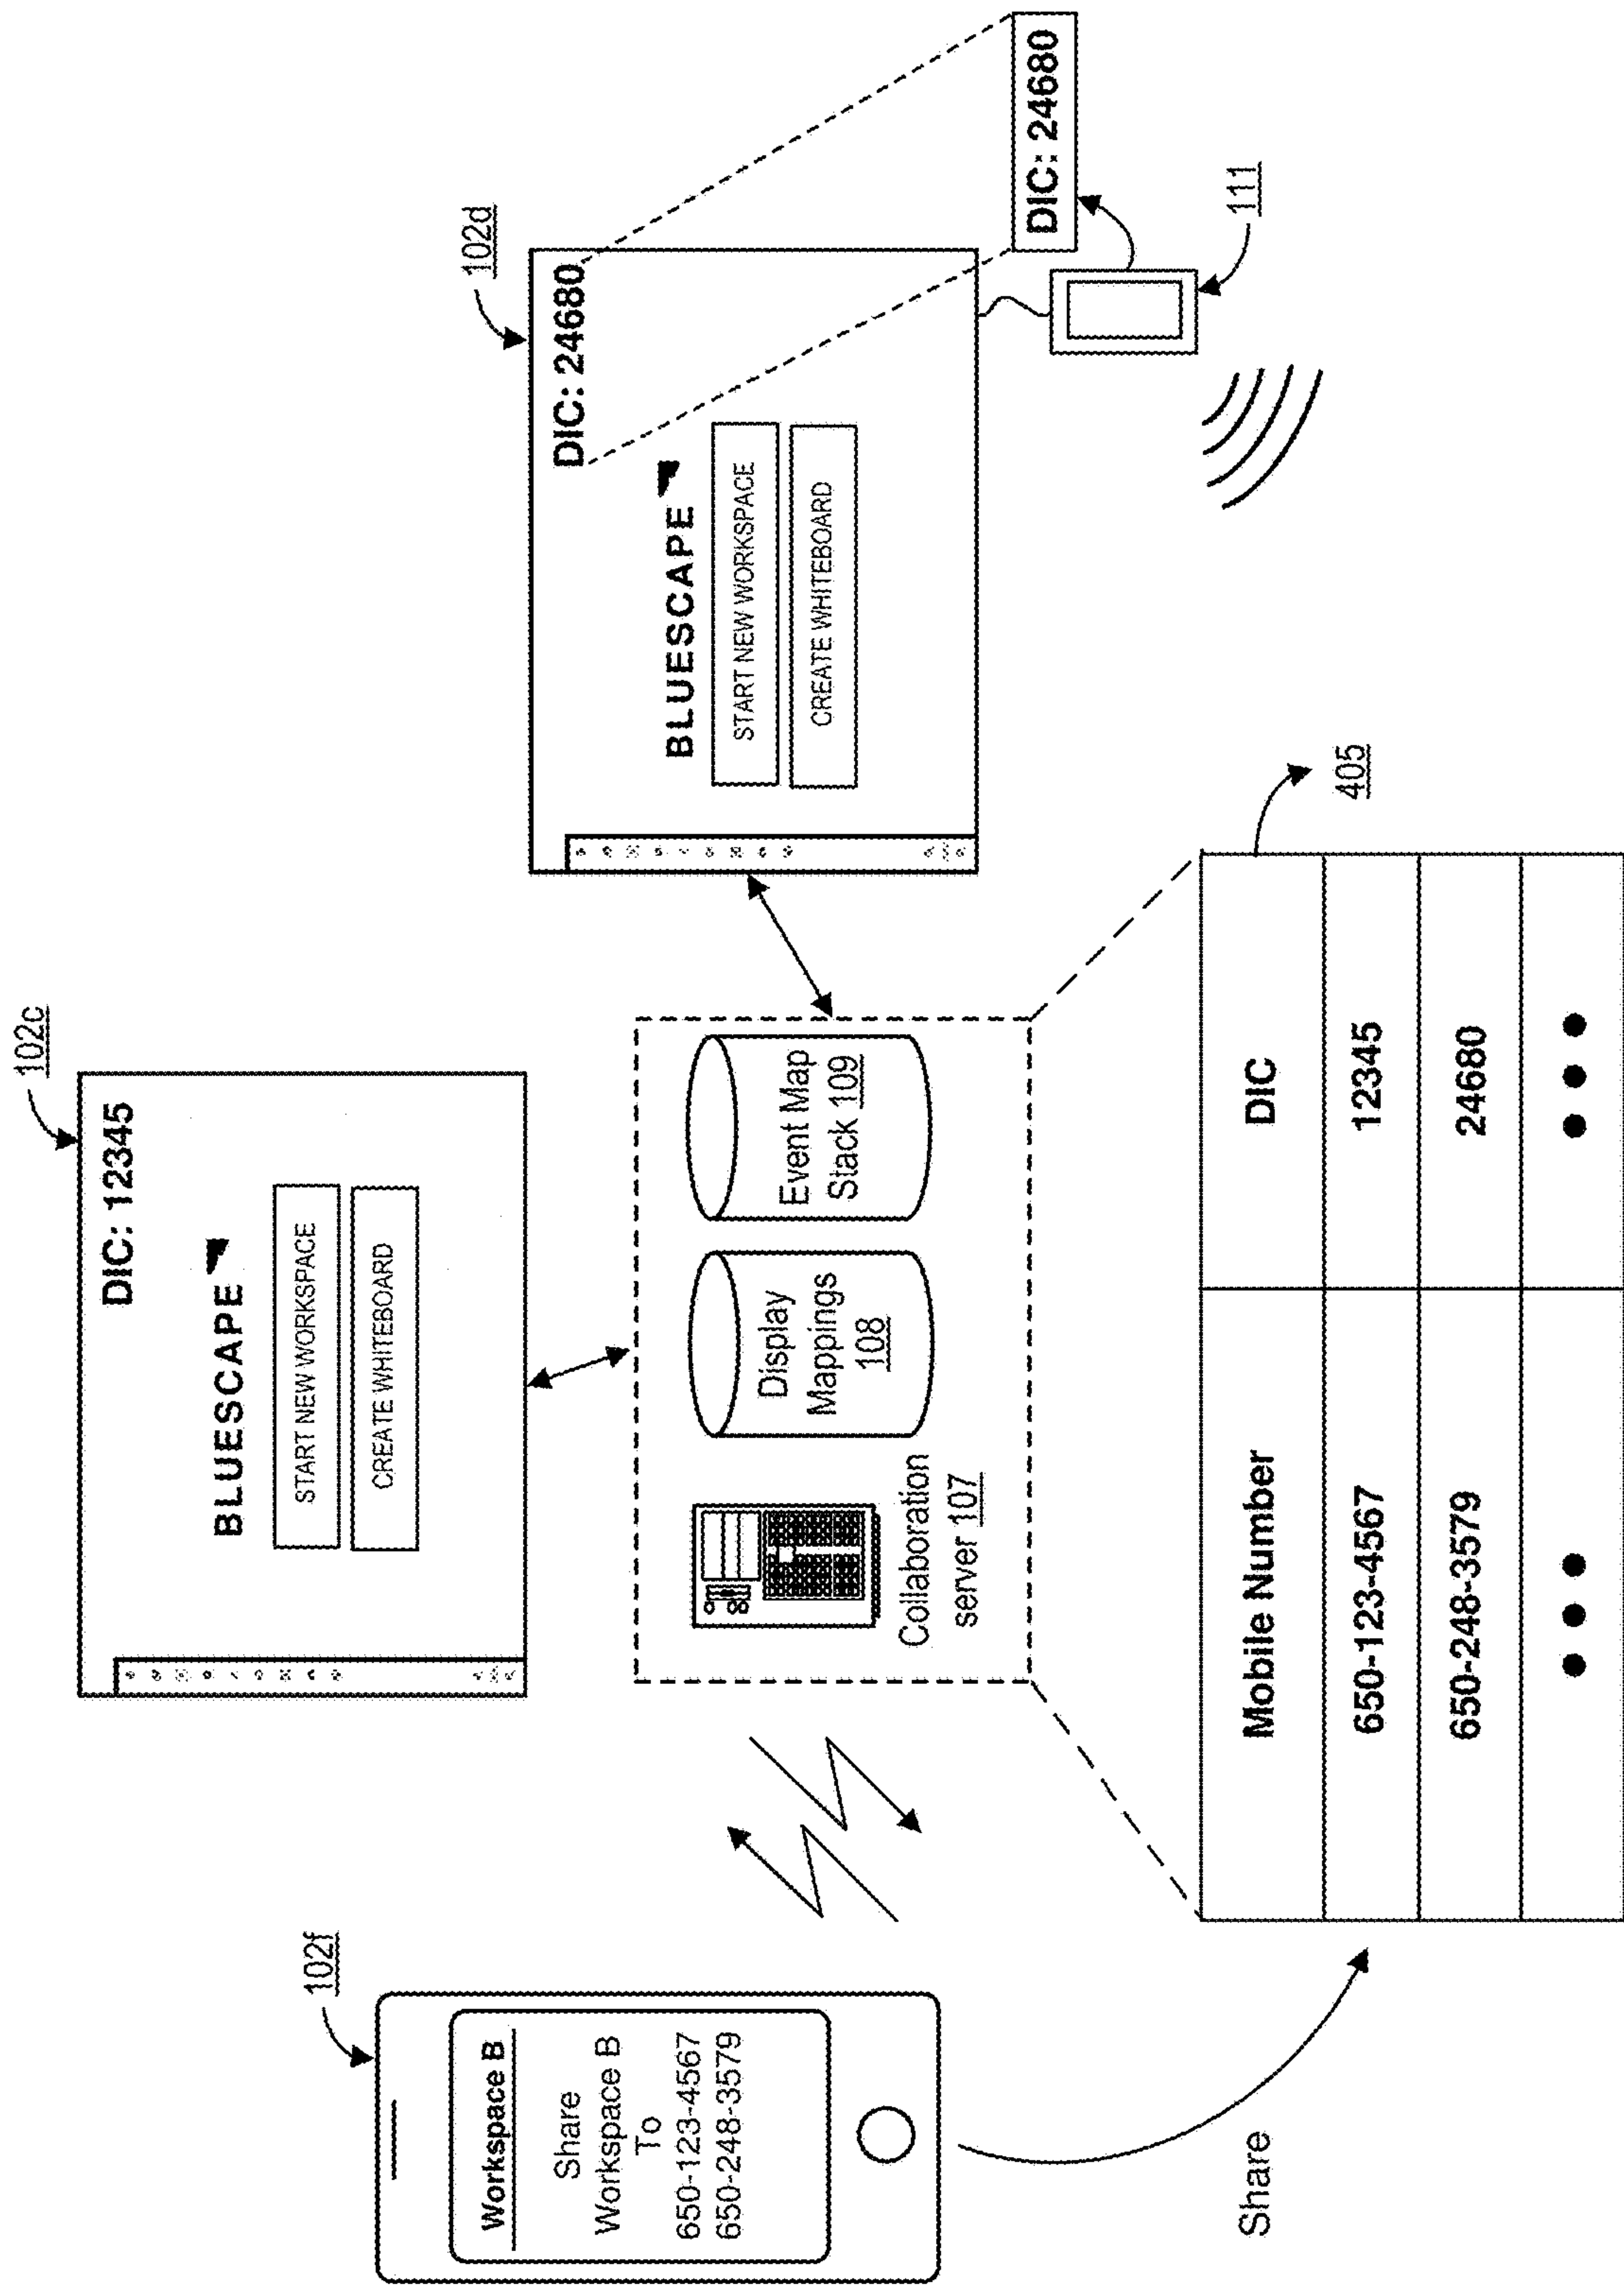 102c
DIC: 12345
BLUESCAPE
START NEW WORKSPACE
CREATE WHITEBOARD
102d
DIC: 24680
BLUESCAPE
START NEW WORKSPACE
CREATE WHITEBOARD
DIC: 24680
111
102f
Workspace B
Share
Workspace B
To
650-123-4567
650-248-3579
Collaboration
server 107
Display
Mappings
108
Event Map
Stack 109
Share
405
Mobile Number DIC
650-123-4567 12345
650-248-3579 24680